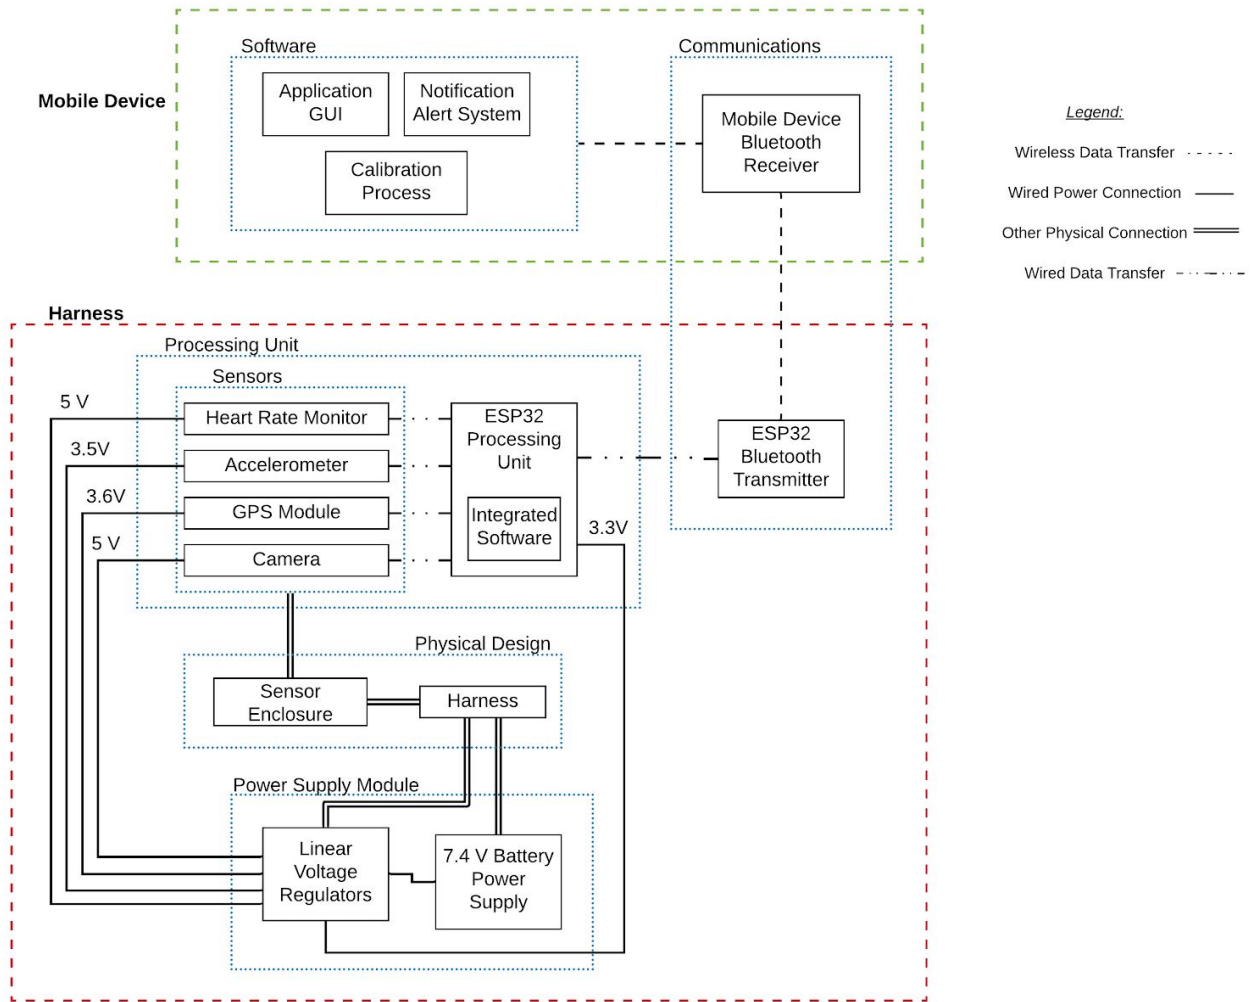 Software
Communications
Application
GUI
Notification
Alert System
Calibration
Process
Mobile Device
Mobile Device
Bluetooth
Receiver
Legend:
Wireless Data Transfer
Wired Power Connection
Other Physical Connection
Wired Data Transfer
Harness
Processing Unit
Sensors
5 V
3.5V
3.6V
5 V
Heart Rate Monitor
Accelerometer
GPS Module
Camera
ESP32
Processing
Unit
Integrated
Software
3.3V
ESP32
Bluetooth
Transmitter
Physical Design
Sensor
Enclosure
Harness
Power Supply Module
Linear
Voltage
Regulators
7.4 V Battery
Power
Supply